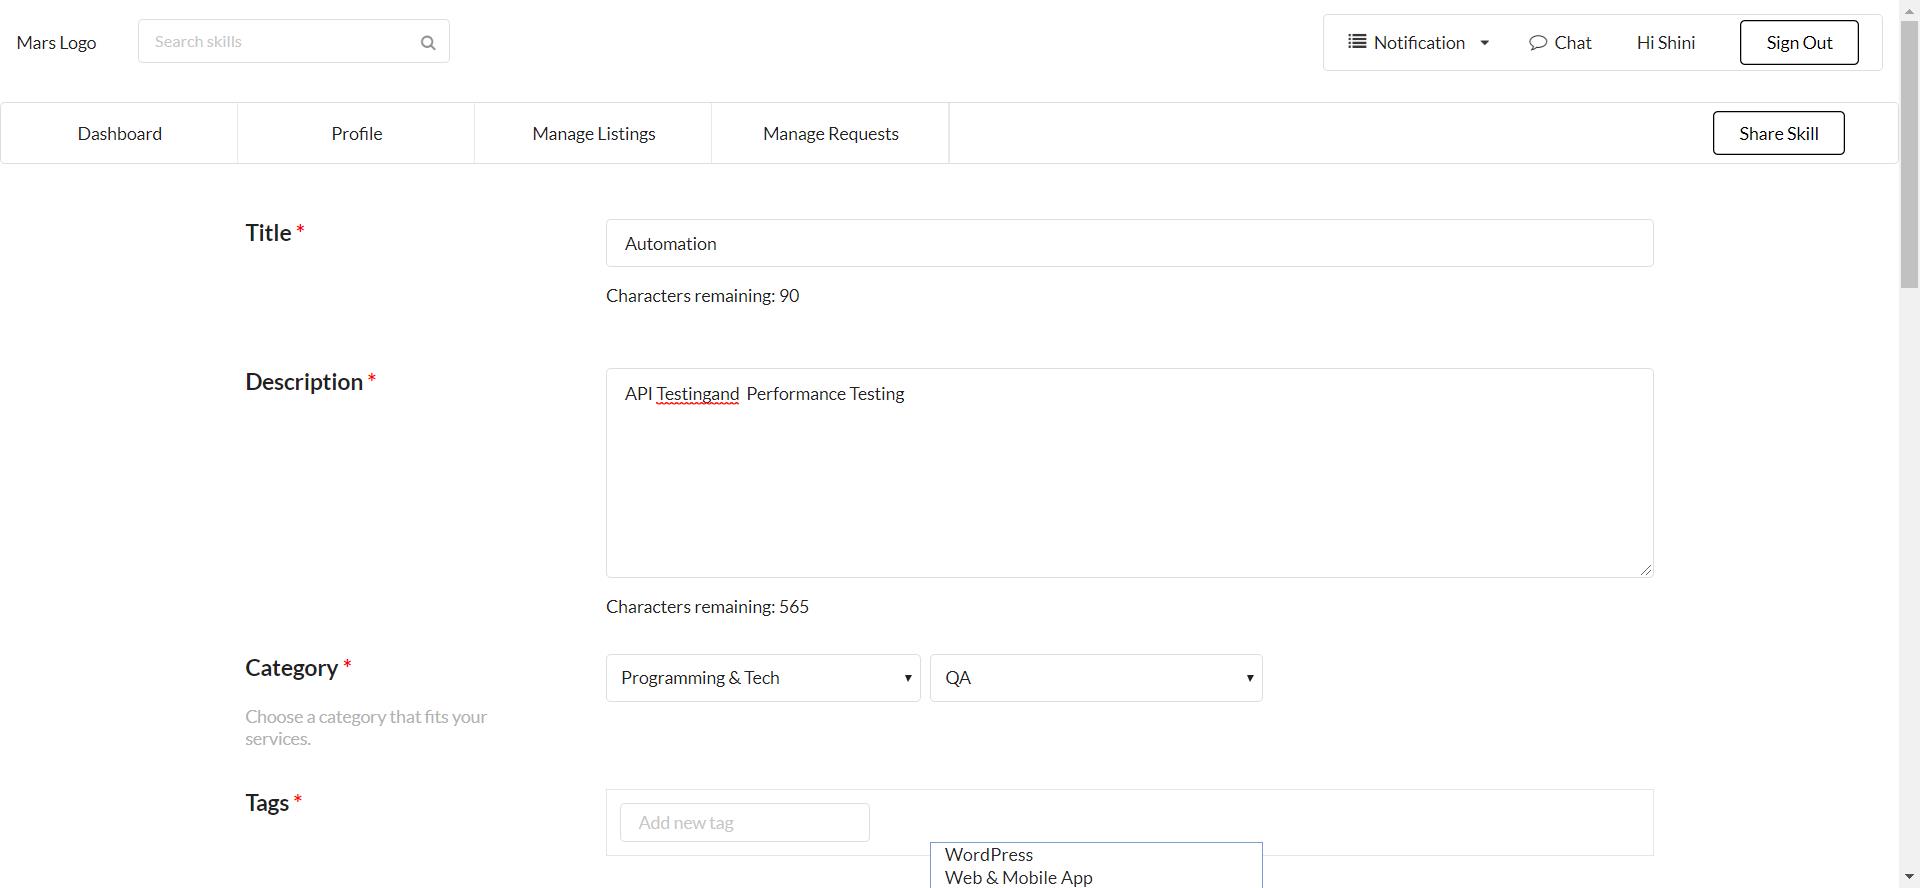 Mars Logo
Search skills
Notification
Chat
Hi Shini
Sign Out
Dashboard
Profile
Manage Listings
Manage Requests
Share Skill
Title *
Automation
Characters remaining: 90
Description *
API Testingand  Performance Testing
Characters remaining: 565
Category *
Programming & Tech
QA
Choose a category that fits your
services.
Tags *
Add new tag
WordPress
Web & Mobile App